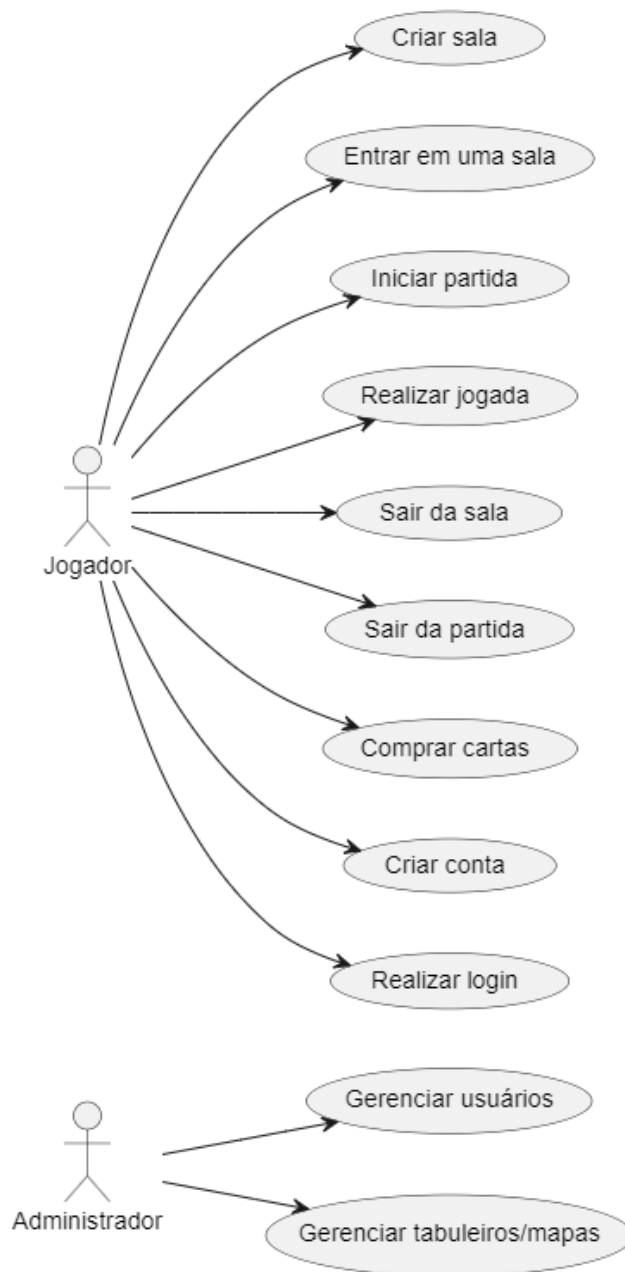 Criar sala
Entrar em uma sala
Iniciar partida
Realizar jogada
Sair da sala
Jogador
Sair da partida
Comprar cartas
Criar conta
Realizar login
Gerenciar usuários
Administrador
Gerenciar tabuleiros/mapas